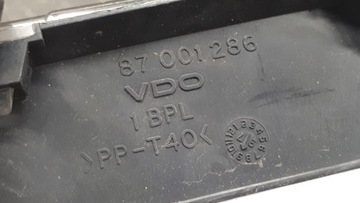 87 001 286
VDO
1 BPL
>PP-T40<